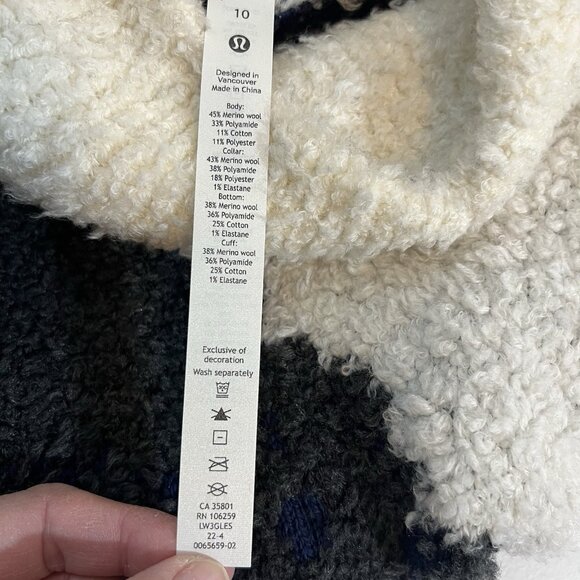 10
Designed in
Vancouver
Made in China
Body:
45% Merino wool
33% Polyamide
11% Cotton
11% Polyester
Collar:
43% Merino wool
38% Polyamide
18% Polyester
1% Elastane
Bottom:
38% Merino wool
36% Polyamide
25% Cotton
1% Elastane
Cuff:
38% Merino wool
36% Polyamide
25% Cotton
1% Elastane
Exclusive of
decoration
Wash separately
CA 35801
RN 106259
LW3GLES
22-4
0065659-02